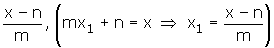 (x − n)/m, (mx₁ + n = x ⇒ x₁ = (x − n)/m)